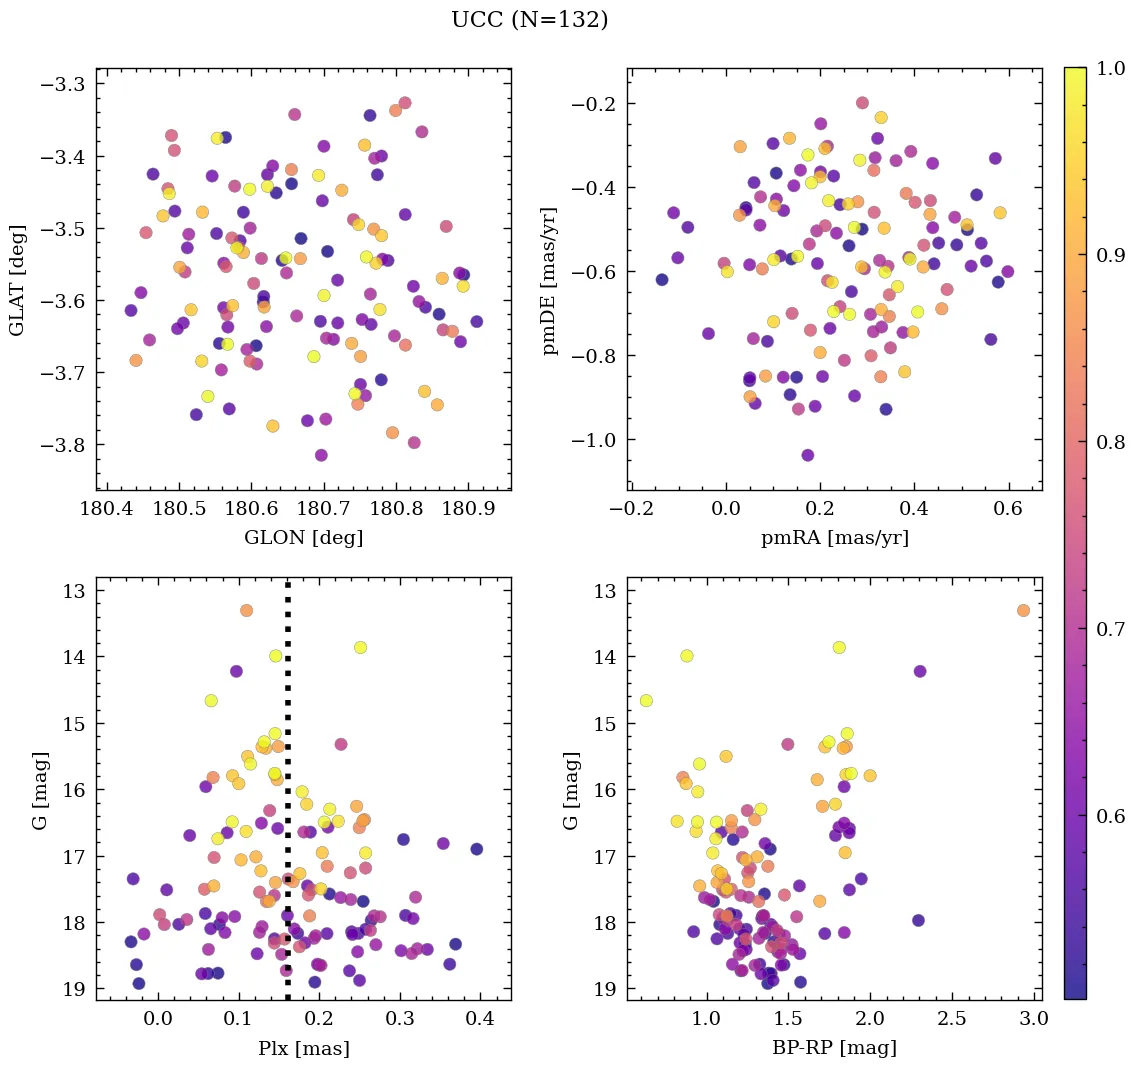 UCC (N=132)
−3.3
−3.4
−3.5
−3.6
−3.7
−3.8
GLAT [deg]
180.4 180.5 180.6 180.7 180.8 180.9
GLON [deg]
−0.2
−0.4
−0.6
−0.8
−1.0
pmDE [mas/yr]
−0.2 0.0 0.2 0.4 0.6
pmRA [mas/yr]
13
14
15
16
17
18
19
G [mag]
0.0 0.1 0.2 0.3 0.4
Plx [mas]
13
14
15
16
17
18
19
G [mag]
1.0 1.5 2.0 2.5 3.0
BP-RP [mag]
1.0
0.9
0.8
0.7
0.6